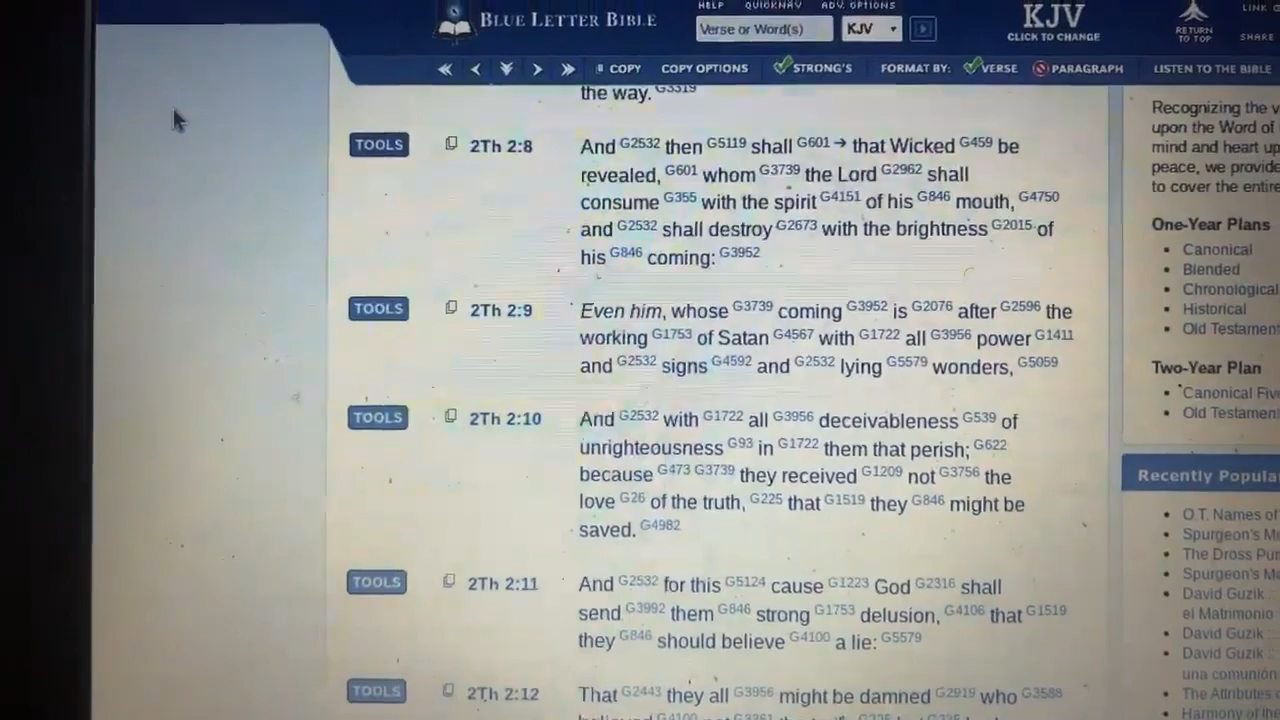 HELP QUICKNAV ADV. OPTIONS
BLUE LETTER BIBLE
Verse or Word(s)
KJV
KJV
CLICK TO CHANGE
RETURN
TO TOP
LINK
SHARE
COPY COPY OPTIONS STRONG'S FORMAT BY: VERSE PARAGRAPH LISTEN TO THE BIBLE
the way. G3319
TOOLS 2Th 2:8 And G2532 then G5119 shall G601 → that Wicked G459 be
revealed, G601 whom G3739 the Lord G2962 shall
consume G355 with the spirit G4151 of his G846 mouth, G4750
and G2532 shall destroy G2673 with the brightness G2015 of
his G846 coming: G3952
TOOLS 2Th 2:9 Even him, whose G3739 coming G3952 is G2076 after G2596 the
working G1753 of Satan G4567 with G1722 all G3956 power G1411
and G2532 signs G4592 and G2532 lying G5579 wonders, G5059
TOOLS 2Th 2:10 And G2532 with G1722 all G3956 deceivableness G539 of
unrighteousness G93 in G1722 them that perish; G622
because G473 G3739 they received G1209 not G3756 the
love G26 of the truth, G225 that G1519 they G846 might be
saved. G4982
TOOLS 2Th 2:11 And G2532 for this G5124 cause G1223 God G2316 shall
send G3992 them G846 strong G1753 delusion, G4106 that G1519
they G846 should believe G4100 a lie: G5579
TOOLS 2Th 2:12 That G2443 they all G3956 might be damned G2919 who G3588
Recognizing the v
upon the Word of
mind and heart up
peace, we provide
to cover the entire
One-Year Plans
Canonical
Blended
Chronological
Historical
Old Testament
Two-Year Plan
Canonical Five
Old Testament
Recently Popula
O.T. Names of
Spurgeon's Mo
The Dross Pur
Spurgeon's Mo
David Guzik ::
el Matrimonio
David Guzik ::
David Guzik ::
una comunión
The Attributes o
Harmony of the